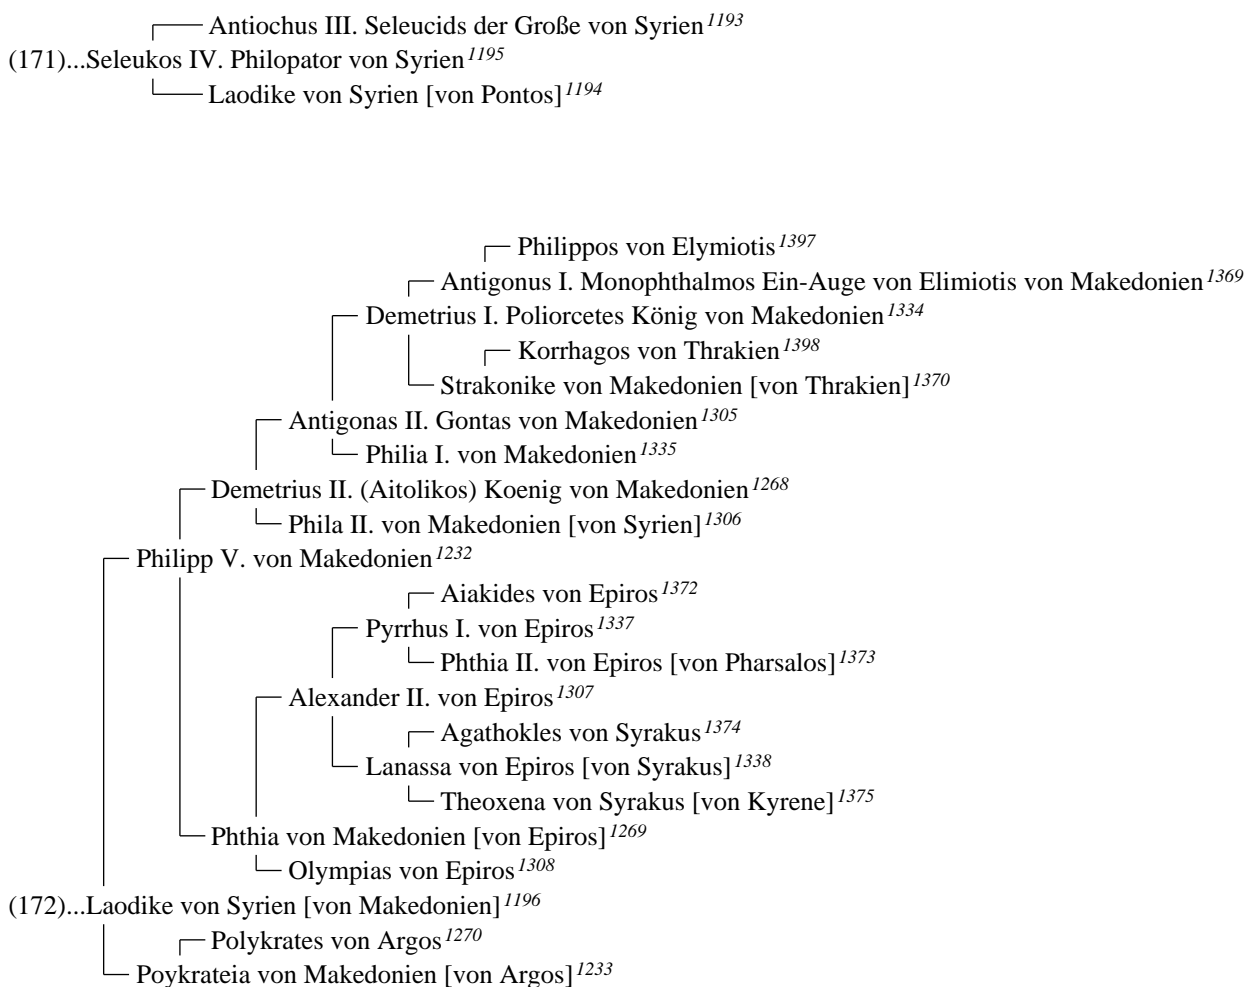 Antiochus III. Seleucids der Große von Syrien1193
(171)...Seleukos IV. Philopator von Syrien1195
Laodike von Syrien [von Pontos]1194
Philippos von Elymiotis1397
Antigonus I. Monophthalmos Ein-Auge von Elimiotis von Makedonien1369
Demetrius I. Poliorcetes König von Makedonien1334
Korrhagos von Thrakien1398
Strakonike von Makedonien [von Thrakien]1370
Antigonas II. Gontas von Makedonien1305
Philia I. von Makedonien1335
Demetrius II. (Aitolikos) Koenig von Makedonien1268
Phila II. von Makedonien [von Syrien]1306
Philipp V. von Makedonien1232
Aiakides von Epiros1372
Pyrrhus I. von Epiros1337
Phthia II. von Epiros [von Pharsalos]1373
Alexander II. von Epiros1307
Agathokles von Syrakus1374
Lanassa von Epiros [von Syrakus]1338
Theoxena von Syrakus [von Kyrene]1375
Phthia von Makedonien [von Epiros]1269
Olympias von Epiros1308
(172)...Laodike von Syrien [von Makedonien]1196
Polykrates von Argos1270
Poykrateia von Makedonien [von Argos]1233